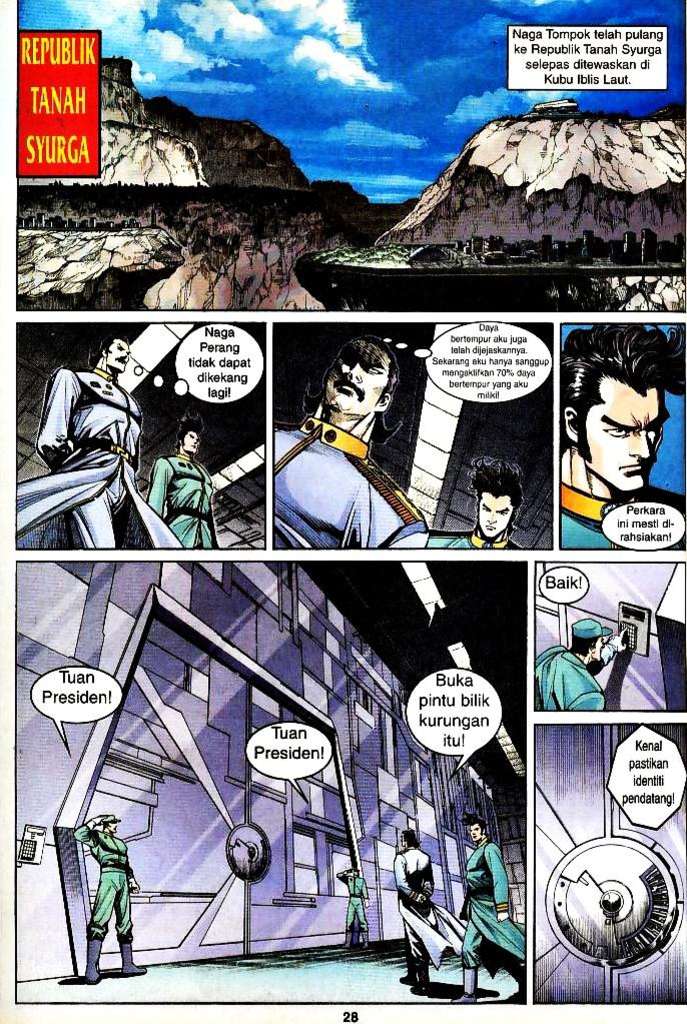 REPUBLIK
TANAH
SYURGA
Naga Tompok telah pulang
ke Republik Tanah Syurga
selepas ditewaskan di
Kubu Iblis Laut.
Naga
Perang
tidak dapat
dikekang
lagi!
Daya
bertempur aku juga
telah dijejaskannya.
Sekarang aku hanya sanggup
mengaktifkan 70% daya
bertempur yang aku
miliki!
Perkara
ini mesti di-
rahsiakan!
Tuan
Presiden!
Tuan
Presiden!
Buka
pintu bilik
kurungan
itu!
Baik!
Kenal
pastikan
identiti
pendatang!
28